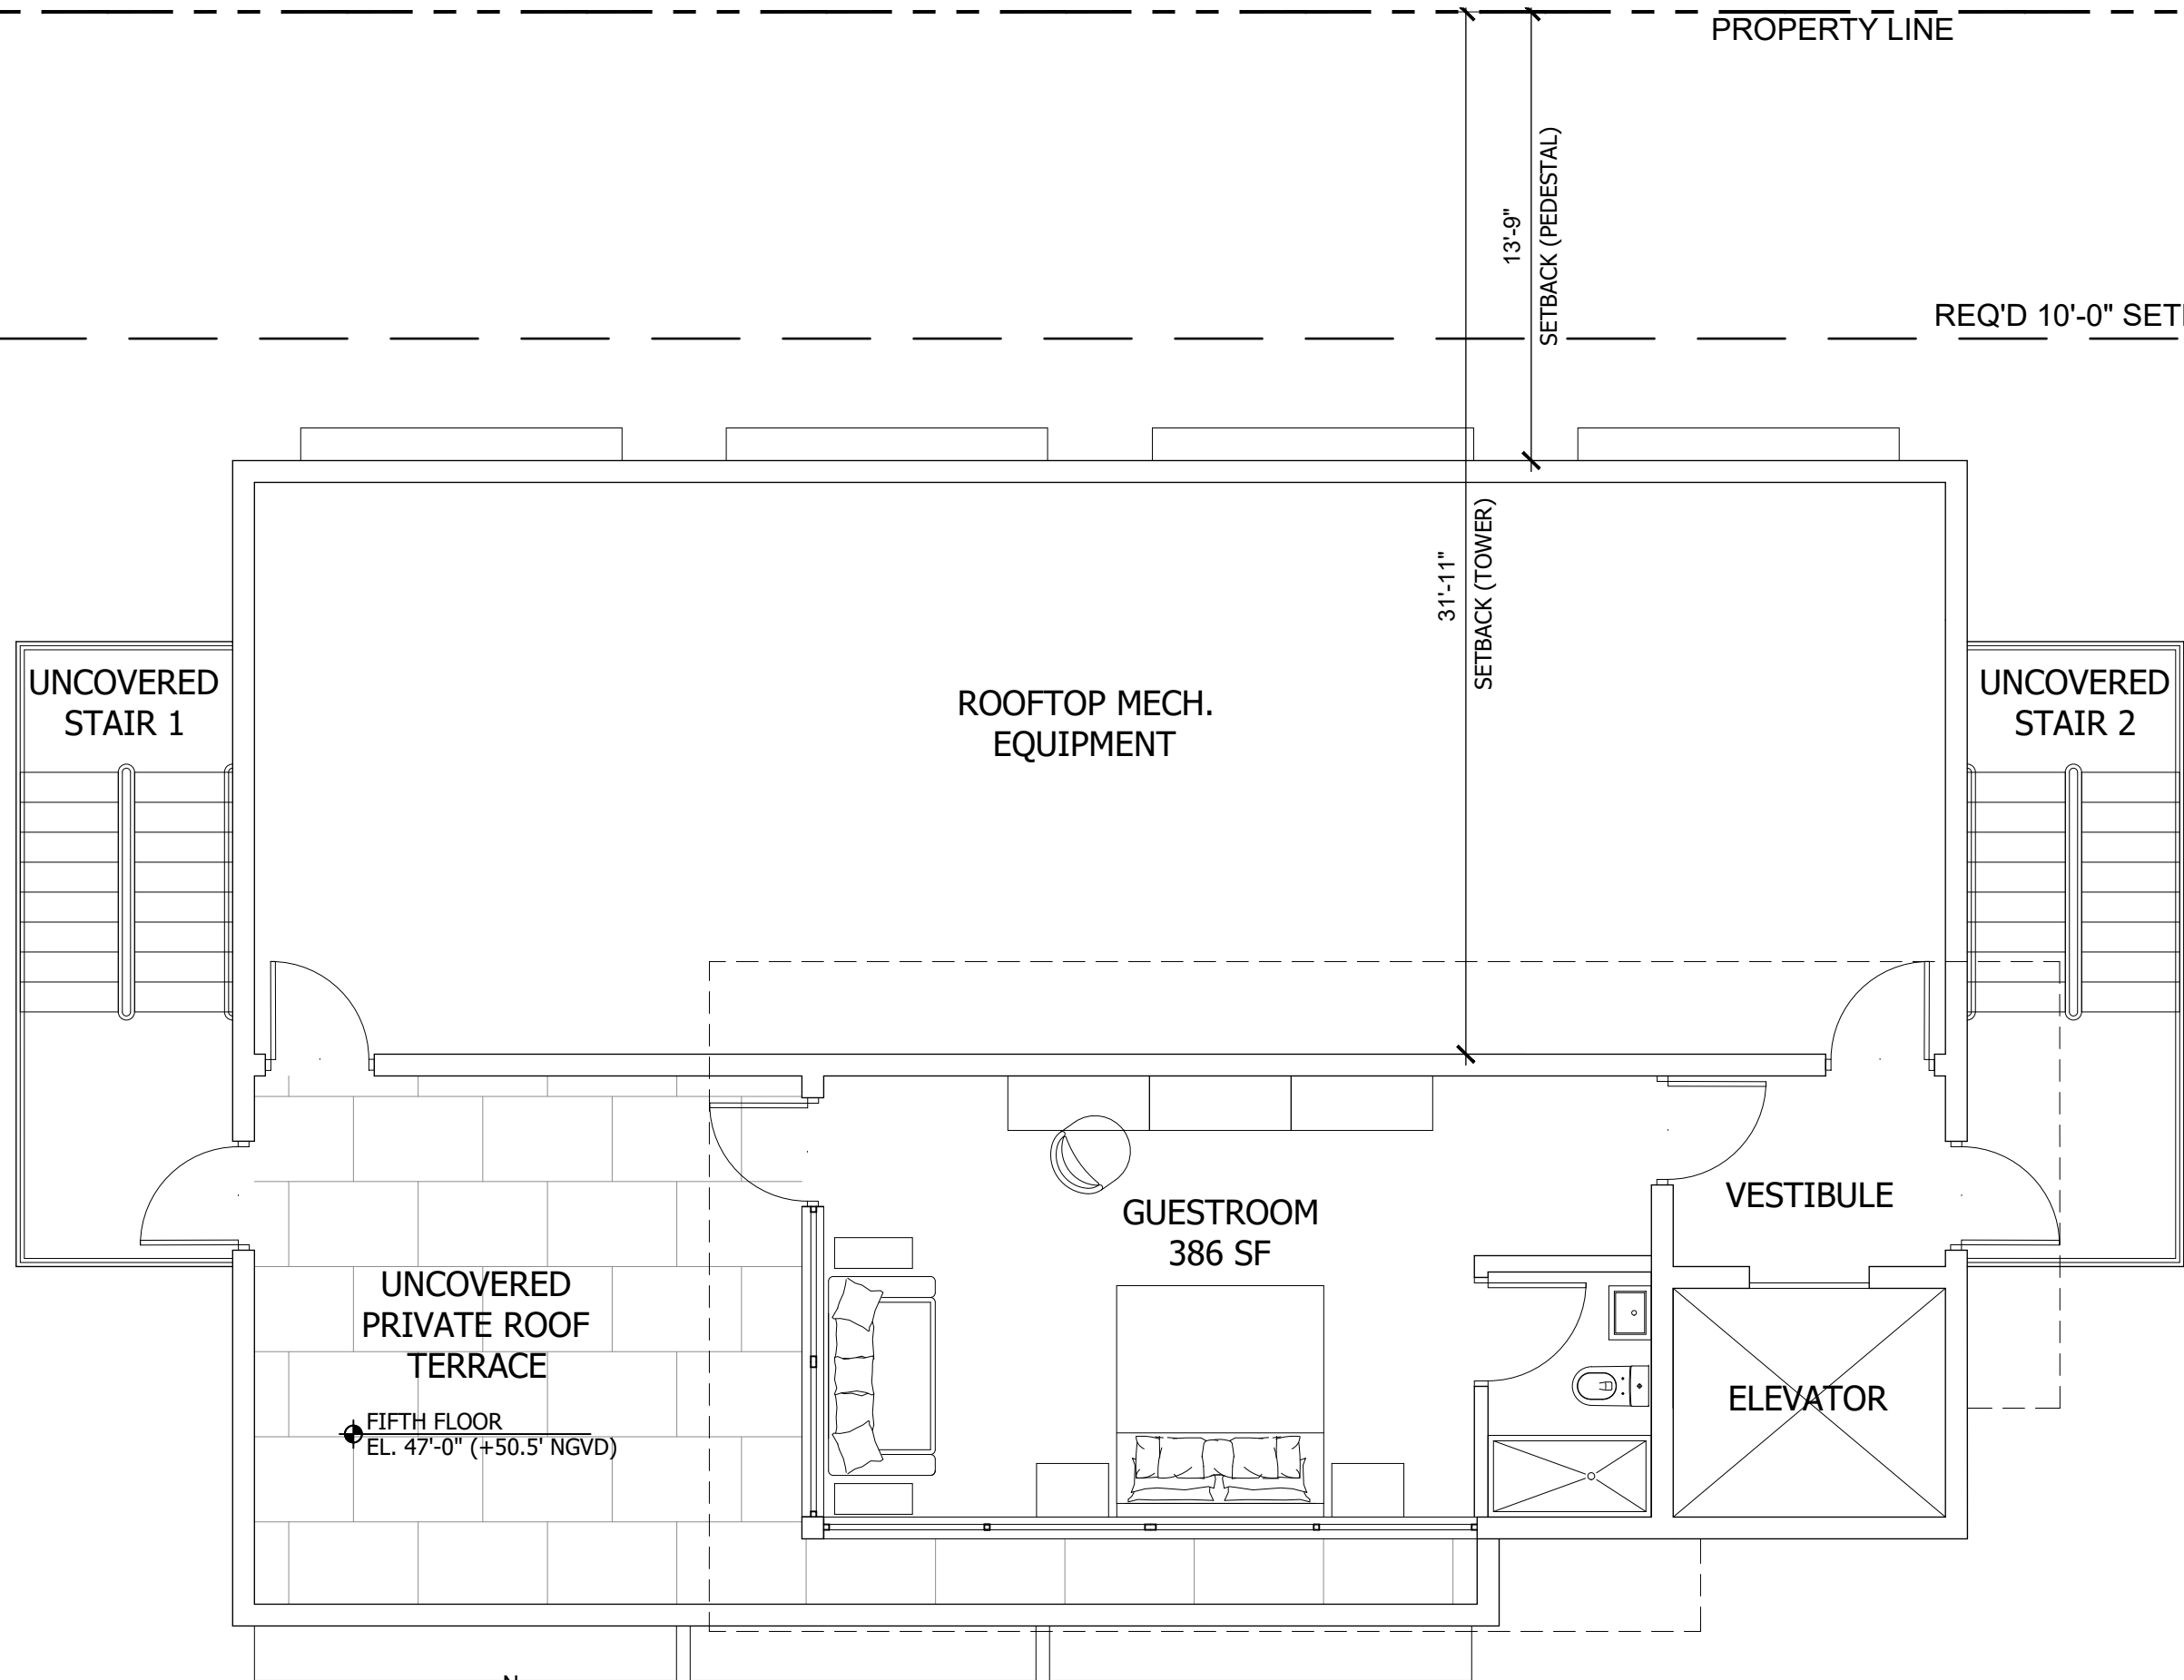 PROPERTY LINE
13'-9"
SETBACK (PEDESTAL)
REQ'D 10'-0"
31'-11"
SETBACK (TOWER)
UNCOVERED
STAIR 1
ROOFTOP MECH.
EQUIPMENT
UNCOVERED
STAIR 2
VESTIBULE
GUESTROOM
386 SF
UNCOVERED
PRIVATE ROOF
TERRACE
ELEVATOR
FIFTH FLOOR
EL. 47'-0" (+50.5' NGVD)